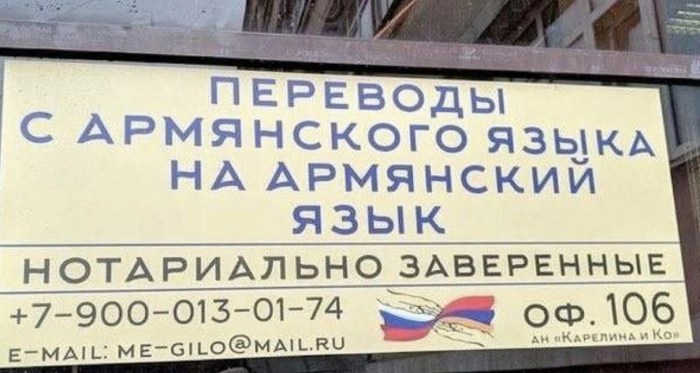 ПЕРЕВОДЫ
С АРМЯНСКОГО ЯЗЫКА
НА АРМЯНСКИЙ
ЯЗЫК
НОТАРИАЛЬНО ЗАВЕРЕННЫЕ
+7-900-013-01-74
E-MAIL: ME-GILO@MAIL.RU
ОФ. 106
АН «КАРЕЛИНА И КО»